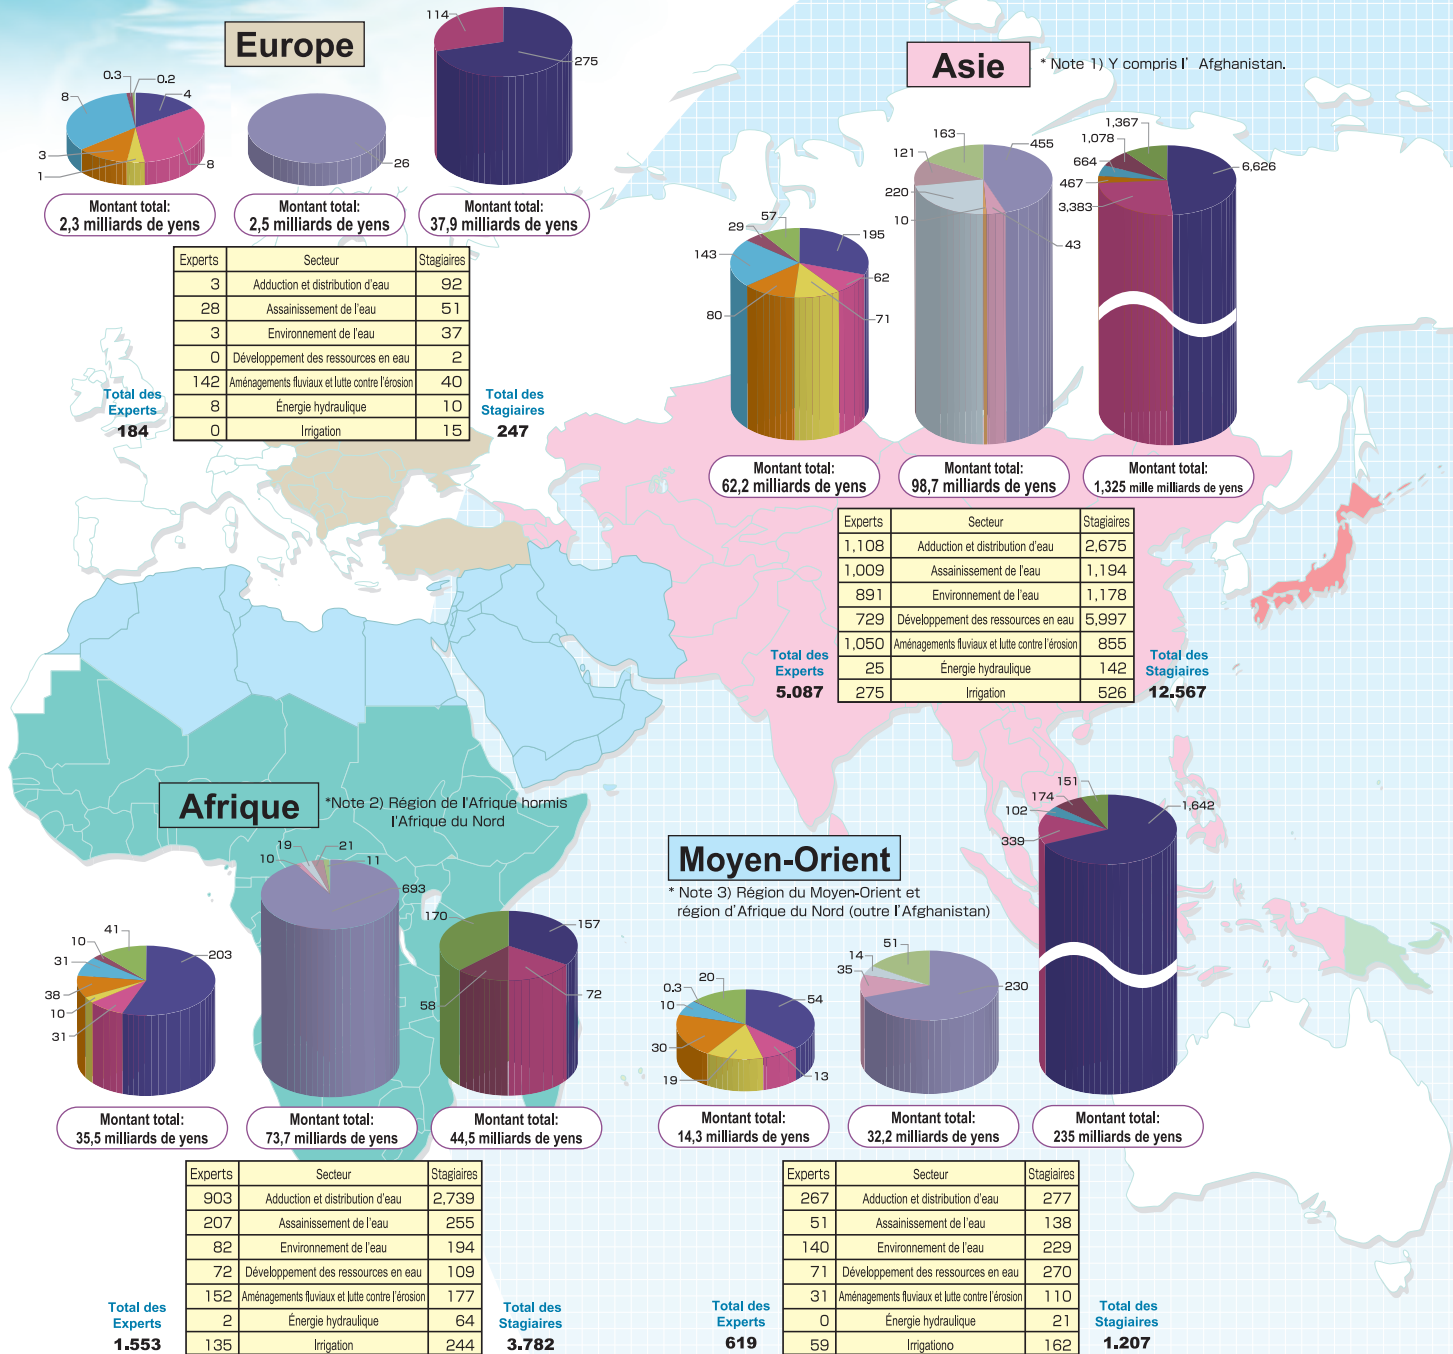 Europe
114
275
0.3
0.2
8
4
3
8
1
26
Montant total:
2,3 milliards de yens
Montant total:
2,5 milliards de yens
Montant total:
37,9 milliards de yens
Experts Secteur Stagiaires
3 Adduction et distribution d'eau 92
28 Assainissement de l'eau 51
3 Environnement de l'eau 37
0 Développement des ressources en eau 2
142 Aménagements fluviaux et lutte contre l'érosion 40
8 Énergie hydraulique 10
0 Irrigation 15
Total des
Experts
184
Total des
Stagiaires
247
Asie
* Note 1) Y compris l' Afghanistan.
57
29
195
143
62
80
71
163
455
121
220
10
43
1,367
1,078
664
6,626
467
3,383
Montant total:
62,2 milliards de yens
Montant total:
98,7 milliards de yens
Montant total:
1,325 mille milliards de yens
Experts Secteur Stagiaires
1,108 Adduction et distribution d'eau 2,675
1,009 Assainissement de l'eau 1,194
891 Environnement de l'eau 1,178
729 Développement des ressources en eau 5,997
1,050 Aménagements fluviaux et lutte contre l'érosion 855
25 Énergie hydraulique 142
275 Irrigation 526
Total des
Experts
5.087
Total des
Stagiaires
12.567
Afrique
*Note 2) Région de l'Afrique hormis
l'Afrique du Nord
41
10
203
31
38
10
31
19
21
10
11
693
170
157
58
72
Montant total:
35,5 milliards de yens
Montant total:
73,7 milliards de yens
Montant total:
44,5 milliards de yens
Experts Secteur Stagiaires
903 Adduction et distribution d'eau 2,739
207 Assainissement de l'eau 255
82 Environnement de l'eau 194
72 Développement des ressources en eau 109
152 Aménagements fluviaux et lutte contre l'érosion 177
2 Énergie hydraulique 64
135 Irrigation 244
Total des
Experts
1.553
Total des
Stagiaires
3.782
Moyen-Orient
* Note 3) Région du Moyen-Orient et
région d'Afrique du Nord (outre l'Afghanistan)
20
0.3
54
10
30
19
13
51
14
35
230
151
174
1,642
102
339
Montant total:
14,3 milliards de yens
Montant total:
32,2 milliards de yens
Montant total:
235 milliards de yens
Experts Secteur Stagiaires
267 Adduction et distribution d'eau 277
51 Assainissement de l'eau 138
140 Environnement de l'eau 229
71 Développement des ressources en eau 270
31 Aménagements fluviaux et lutte contre l'érosion 110
0 Énergie hydraulique 21
59 Irrigationo 162
Total des
Experts
619
Total des
Stagiaires
1.207